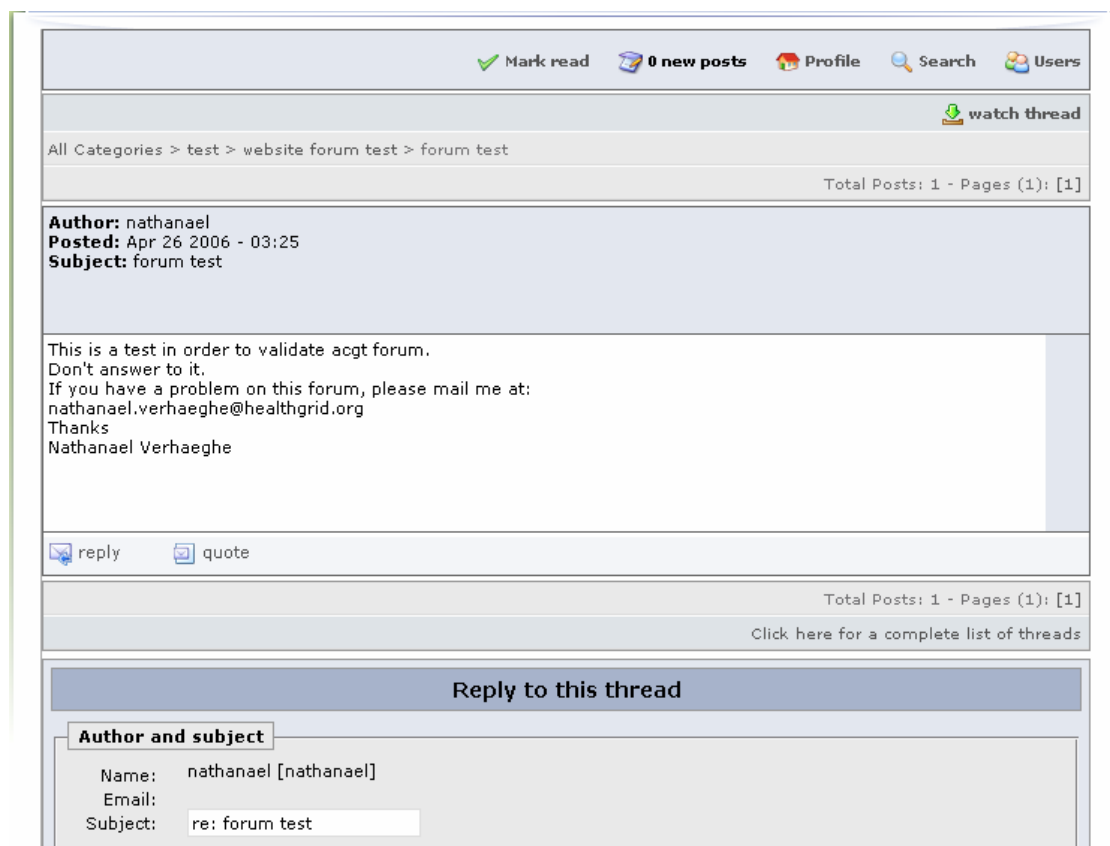 Mark read 0 new posts Profile Search Users
watch thread
All Categories > test > website forum test > forum test
Total Posts: 1 - Pages (1): [1]
Author: nathanael
Posted: Apr 26 2006 - 03:25
Subject: forum test
This is a test in order to validate acgt forum.
Don't answer to it.
If you have a problem on this forum, please mail me at:
nathanael.verhaeghe@healthgrid.org
Thanks
Nathanael Verhaeghe
reply quote
Total Posts: 1 - Pages (1): [1]
Click here for a complete list of threads
Reply to this thread
Author and subject
Name: nathanael [nathanael]
Email:
Subject: re: forum test